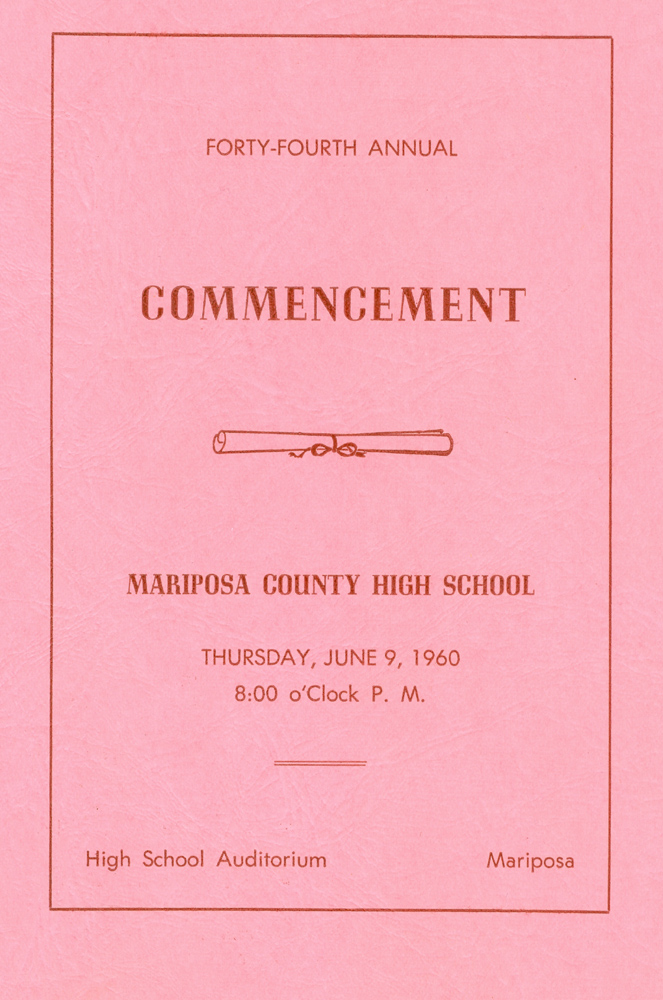 FORTY-FOURTH ANNUAL
COMMENCEMENT
MARIPOSA COUNTY HIGH SCHOOL
THURSDAY, JUNE 9, 1960
8:00 o'Clock P. M.
High School Auditorium Mariposa